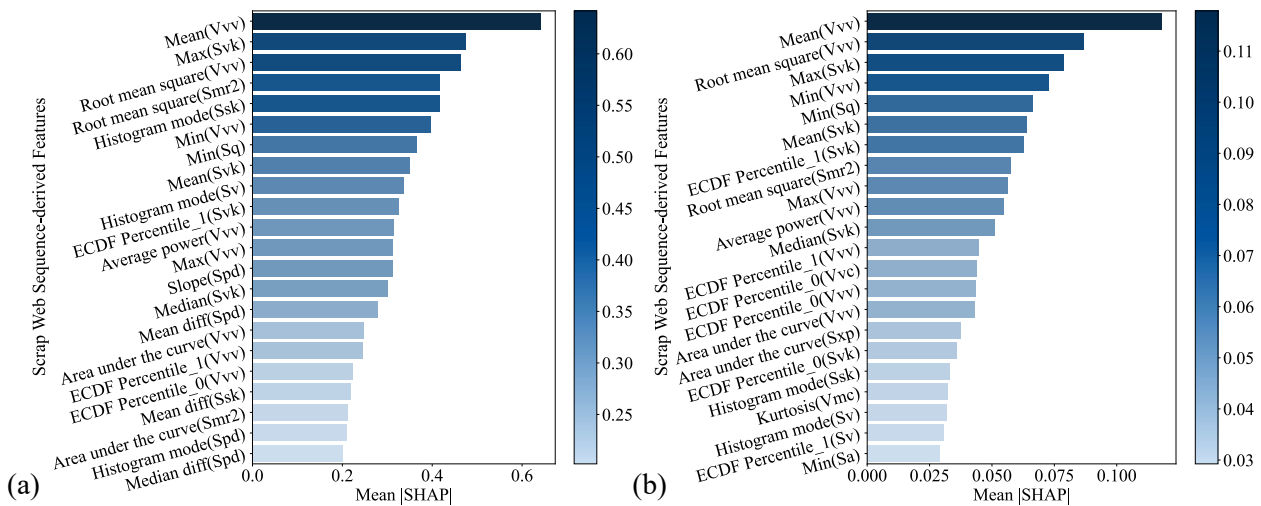 Scrap Web Sequence-derived Features
Mean(Vvv)
Max(Svk)
Root mean square(Vvv)
Root mean square(Smr2)
Histogram mode(Ssk)
Min(Vvv)
Min(Sq)
Mean(Svk)
Histogram mode(Sv)
ECDF Percentile_1(Svk)
Average power(Vvv)
Max(Vvv)
Slope(Spd)
Median(Svk)
Mean diff(Spd)
Area under the curve(Vvv)
ECDF Percentile_1(Vvv)
ECDF Percentile_0(Vvv)
Mean diff(Ssk)
Area under the curve(Smr2)
Histogram mode(Spd)
Median diff(Spd)
0.0 0.2 0.4 0.6
Mean |SHAP|
0.60
0.55
0.50
0.45
0.40
0.35
0.30
0.25
(a)
Scrap Web Sequence-derived Features
Mean(Vvv)
Root mean square(Vvv)
Max(Svk)
Min(Vvv)
Min(Sq)
Mean(Svk)
ECDF Percentile_1(Svk)
Root mean square(Smr2)
Max(Vvv)
Average power(Vvv)
Median(Svk)
ECDF Percentile_1(Vvv)
ECDF Percentile_0(Vvc)
ECDF Percentile_0(Vvv)
Area under the curve(Vvv)
Area under the curve(Sxp)
ECDF Percentile_0(Svk)
Histogram mode(Ssk)
Kurtosis(Vmc)
Histogram mode(Sv)
ECDF Percentile_1(Sv)
Min(Sa)
0.000 0.025 0.050 0.075 0.100
Mean |SHAP|
0.11
0.10
0.09
0.08
0.07
0.06
0.05
0.04
0.03
(b)